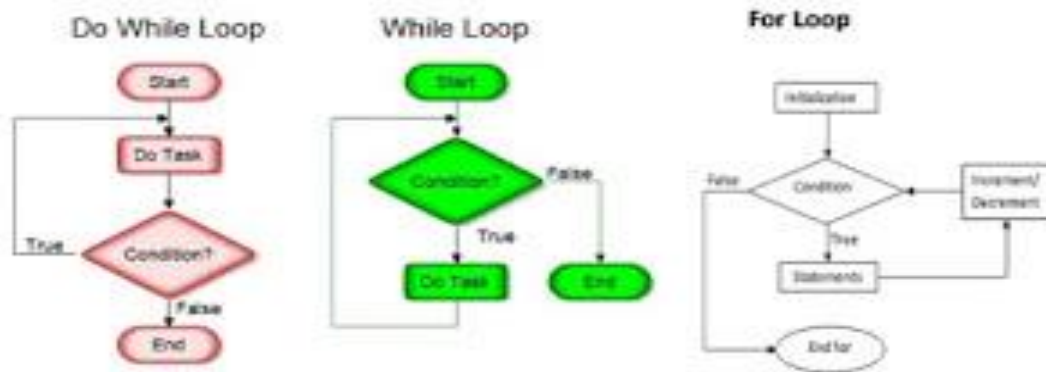 Do While Loop
Start
Do Task
Condition?
True
False
End
While Loop
Start
Condition?
False
True
Do Task
End
For Loop
Initialization
Condition
False
True
Increment/
Decrement
Statements
End for